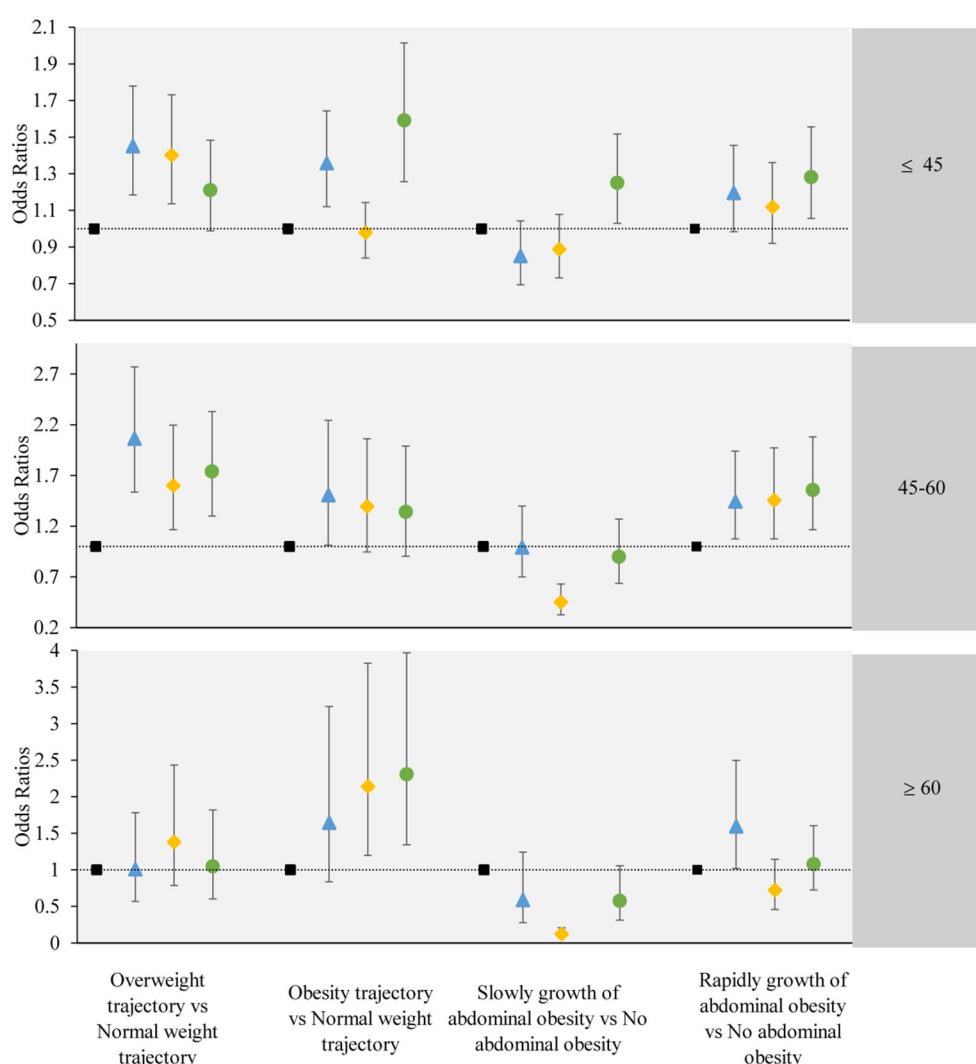 2.1
1.9
1.7
1.5
1.3
1.1
0.9
0.7
0.5
Odds Ratios
≤ 45
2.7
2.2
1.7
1.2
0.7
0.2
Odds Ratios
45-60
4
3.5
3
2.5
2
1.5
1
0.5
0
Odds Ratios
≥ 60
Overweight
trajectory vs
Normal weight
trajectory
Obesity trajectory
vs Normal weight
trajectory
Slowly growth of
abdominal obesity vs No
abdominal obesity
Rapidly growth of
abdominal obesity
vs No abdominal
obesity